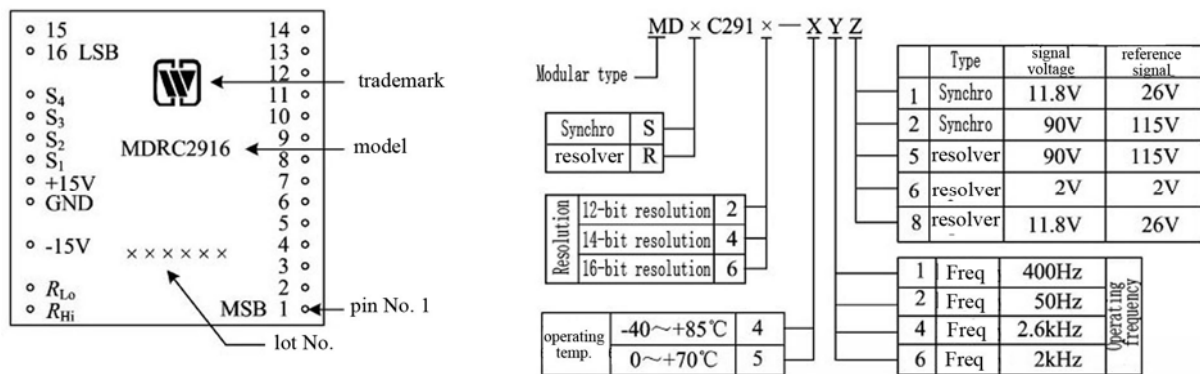 15
16 LSB
S₄
S₃
S₂
S₁
+15V
GND
-15V
R_Lo
R_Hi
14
13
12
11
10
9
8
7
6
5
4
3
2
MSB 1
MDRC2916
××××××
trademark
model
pin No. 1
lot No.
MD×C291×—XYZ
Modular type
Synchro S
resolver R
Resolution
12-bit resolution 2
14-bit resolution 4
16-bit resolution 6
operating temp.
-40～+85℃ 4
0～+70℃ 5
Type signal voltage reference signal
1 Synchro 11.8V 26V
2 Synchro 90V 115V
5 resolver 90V 115V
6 resolver 2V 2V
8 resolver 11.8V 26V
1 Freq 400Hz
2 Freq 50Hz
4 Freq 2.6kHz
6 Freq 2kHz
Operating frequency